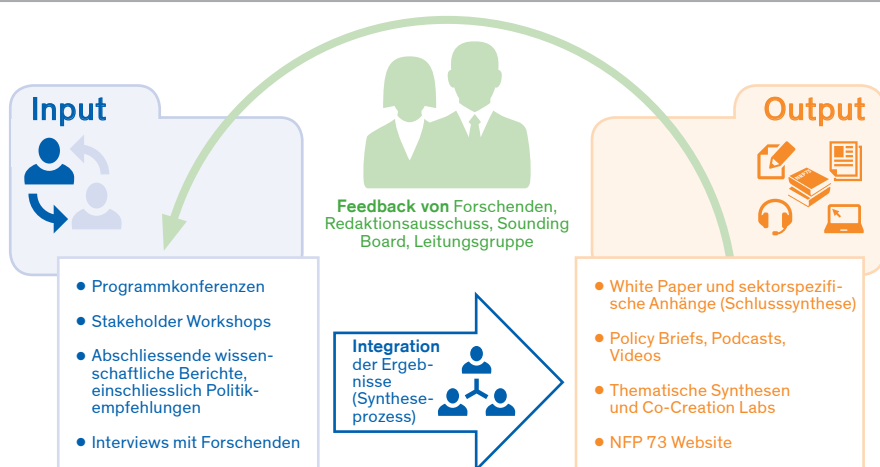 Input
Output
Feedback von Forschenden,
Redaktionsausschuss, Sounding
Board, Leitungsgruppe
● Programmkonferenzen
● Stakeholder Workshops
● Abschliessende wissen-
schaftliche Berichte,
einschliesslich Politik-
empfehlungen
● Interviews mit Forschenden
Integration
der Ergeb-
nisse
(Synthese-
prozess)
● White Paper und sektorspezifi-
sche Anhänge (Schlusssynthese)
● Policy Briefs, Podcasts,
Videos
● Thematische Synthesen
und Co-Creation Labs
● NFP 73 Website